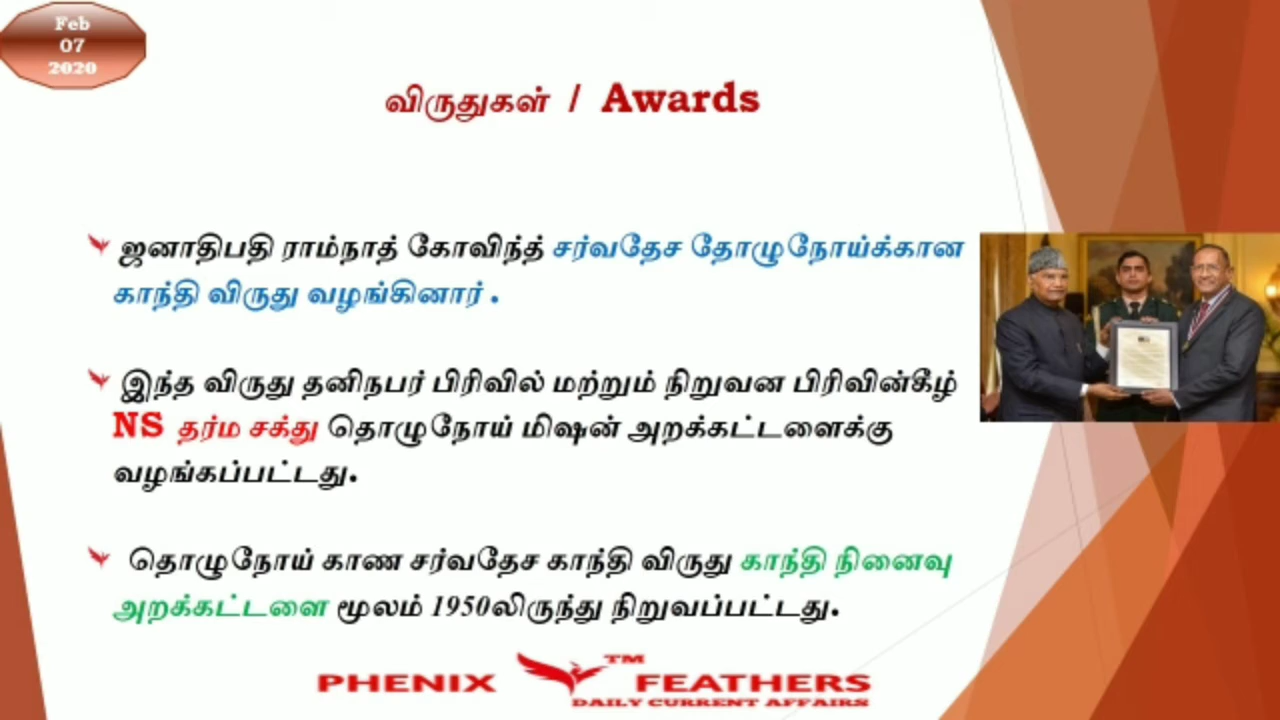 Feb
07
2020
விருதுகள் / Awards
ஜனாதிபதி ராம்நாத் கோவிந்த் சர்வதேச தோழுநோய்க்கான
காந்தி விருது வழங்கினார் .
இந்த விருது தனிநபர் பிரிவில் மற்றும் நிறுவன பிரிவின்கீழ்
NS தர்ம சக்து தொழுநோய் மிஷன் அறக்கட்டளைக்கு
வழங்கப்பட்டது.
தொழுநோய் காண சர்வதேச காந்தி விருது காந்தி நினைவு
அறக்கட்டளை மூலம் 1950லிருந்து நிறுவப்பட்டது.
PHENIX FEATHERS TM
DAILY CURRENT AFFAIRS